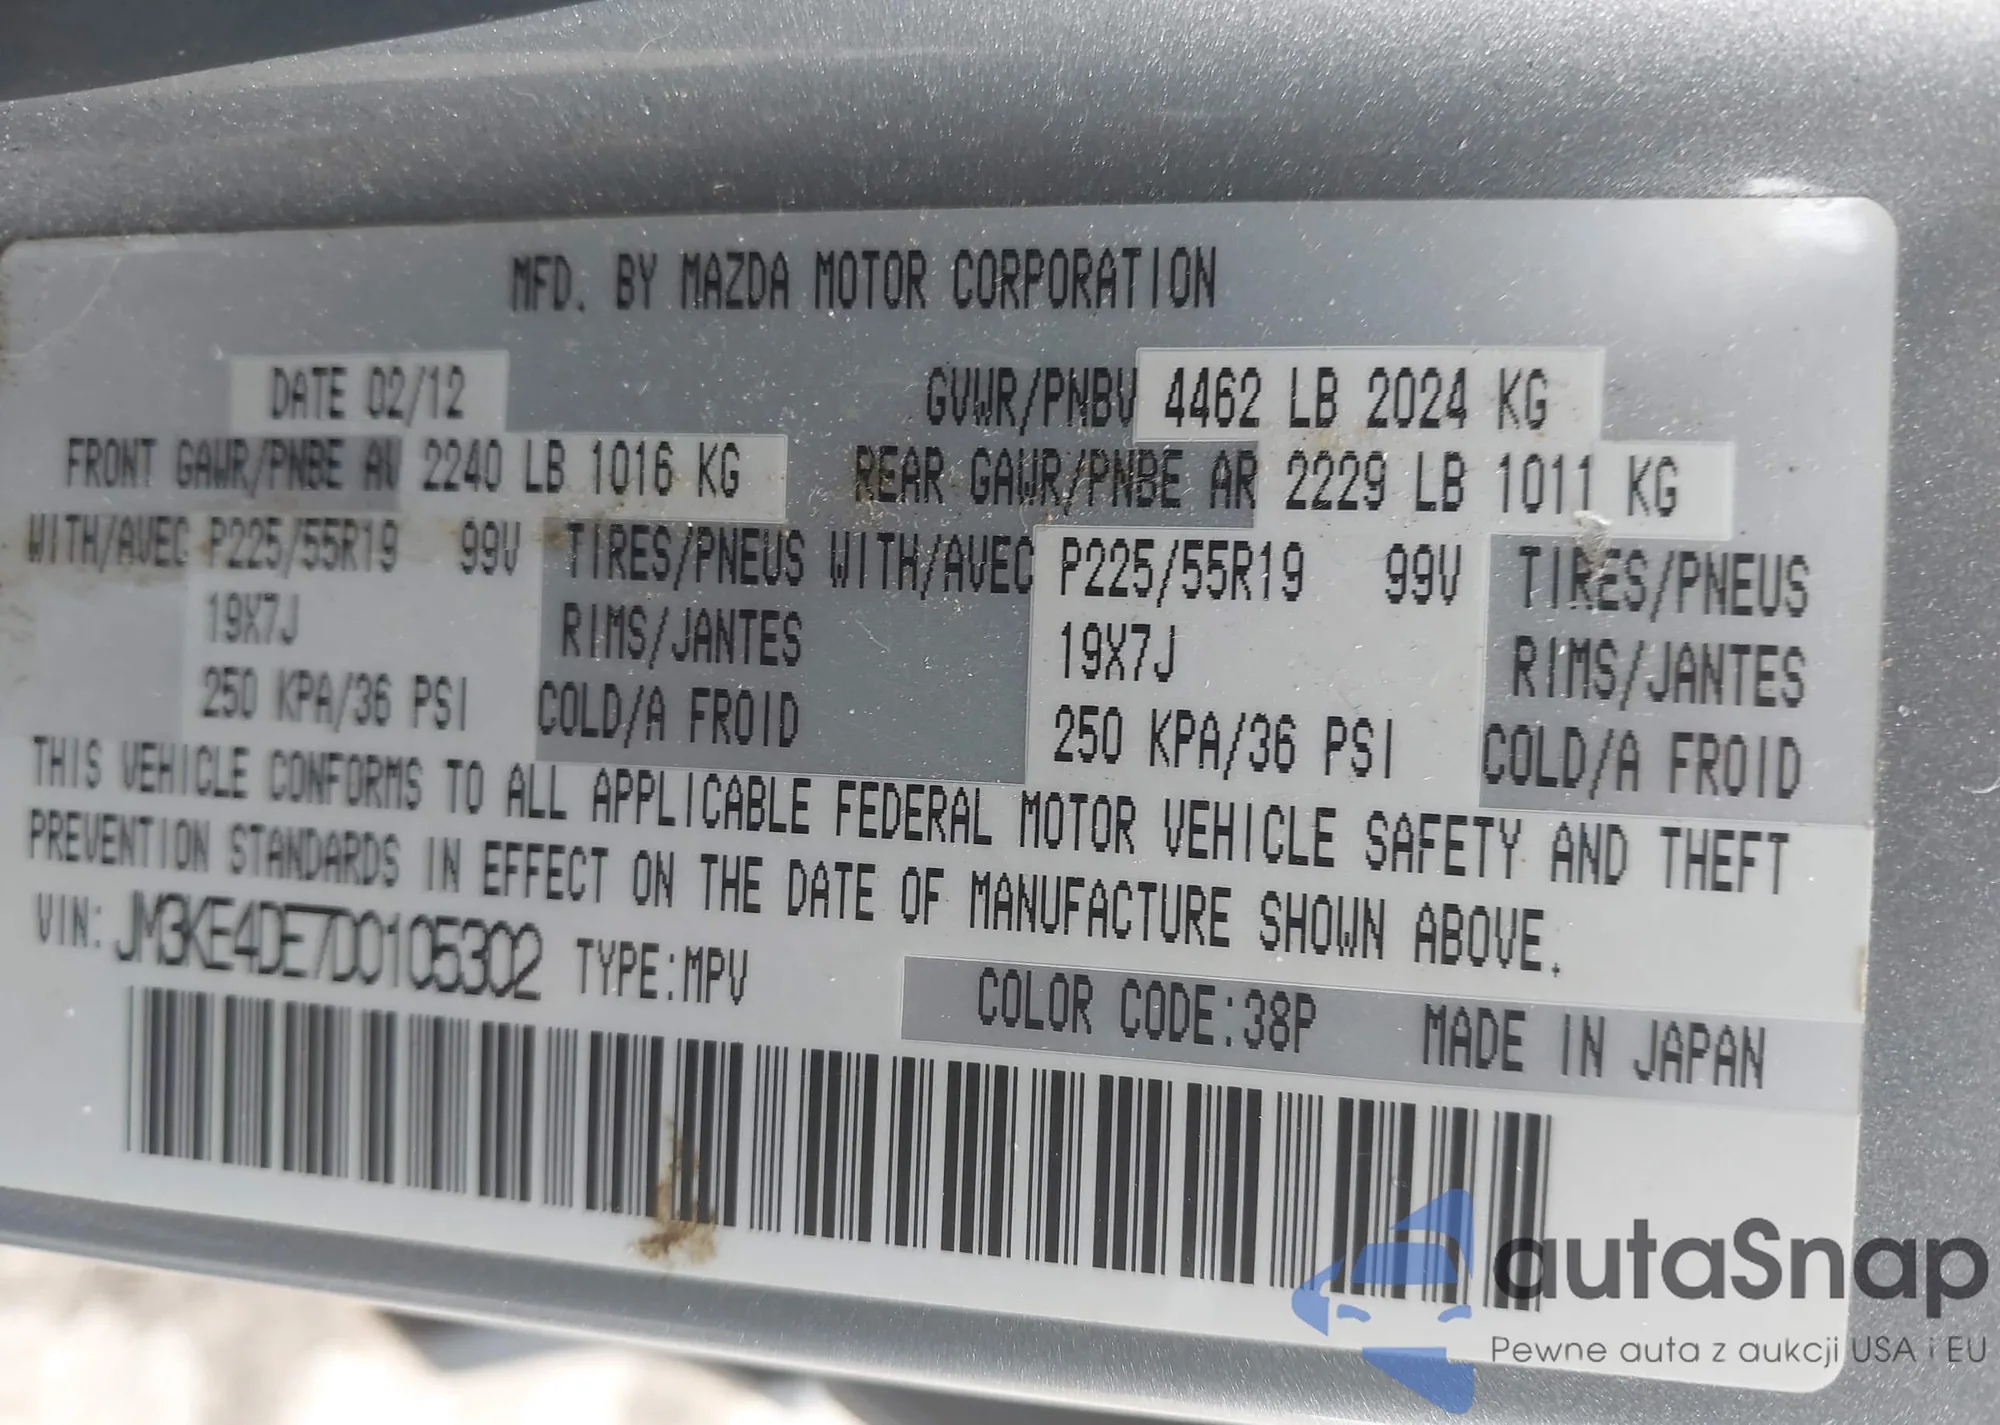 MFD. BY MAZDA MOTOR CORPORATION
DATE 02/12 GVWR/PNBV 4462 LB 2024 KG
FRONT GAWR/PNBE AV 2240 LB 1016 KG REAR GAWR/PNBE AR 2229 LB 1011 KG
WITH/AVEC P225/55R19 99V TIRES/PNEUS WITH/AVEC P225/55R19 99V TIRES/PNEUS
19X7J RIMS/JANTES 19X7J RIMS/JANTES
250 KPA/36 PSI COLD/A FROID 250 KPA/36 PSI COLD/A FROID
THIS VEHICLE CONFORMS TO ALL APPLICABLE FEDERAL MOTOR VEHICLE SAFETY AND THEFT
PREVENTION STANDARDS IN EFFECT ON THE DATE OF MANUFACTURE SHOWN ABOVE.
VIN: JM3KE4DE7D0105302 TYPE:MPV
COLOR CODE:38P MADE IN JAPAN
autaSnap
Pewne auta z aukcji USA i EU